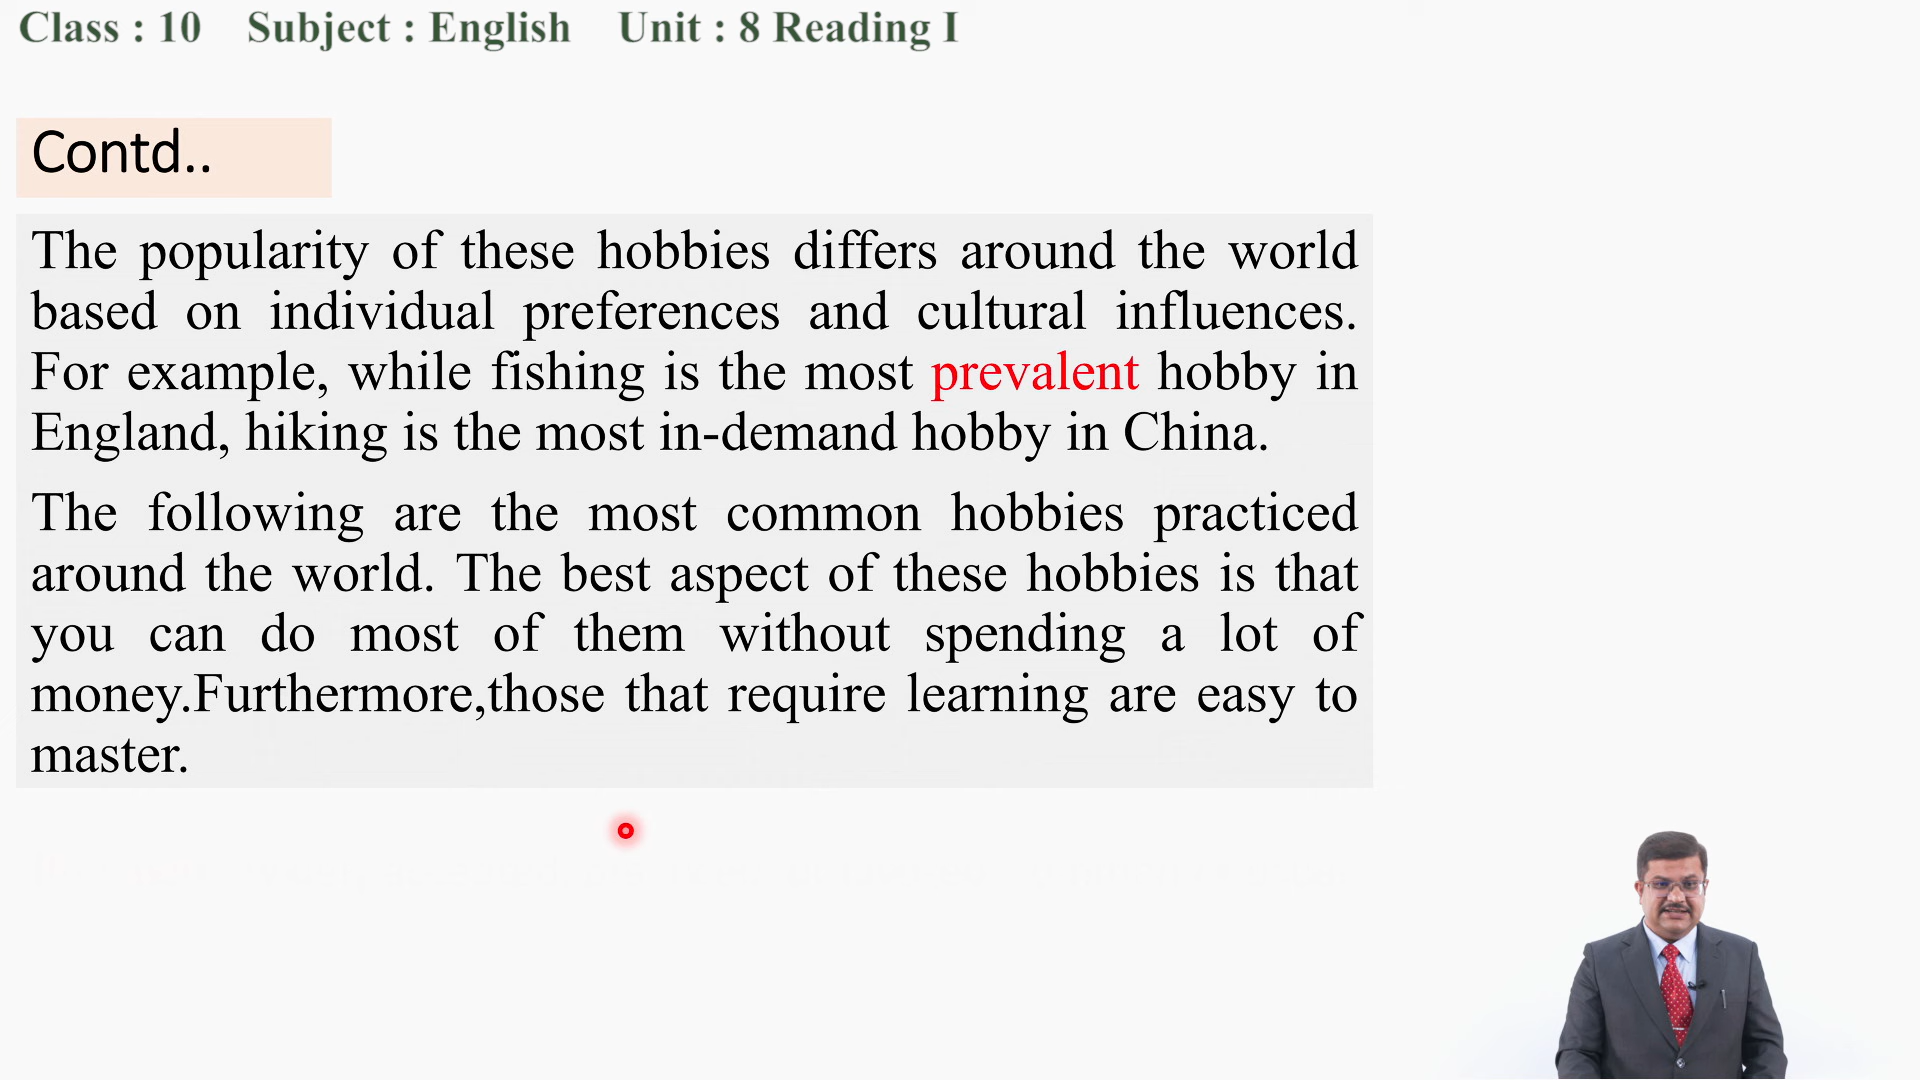 Class : 10 Subject : English Unit : 8 Reading I
Contd..
The popularity of these hobbies differs around the world
based on individual preferences and cultural influences.
For example, while fishing is the most prevalent hobby in
England, hiking is the most in-demand hobby in China.
The following are the most common hobbies practiced
around the world. The best aspect of these hobbies is that
you can do most of them without spending a lot of
money.Furthermore,those that require learning are easy to
master.